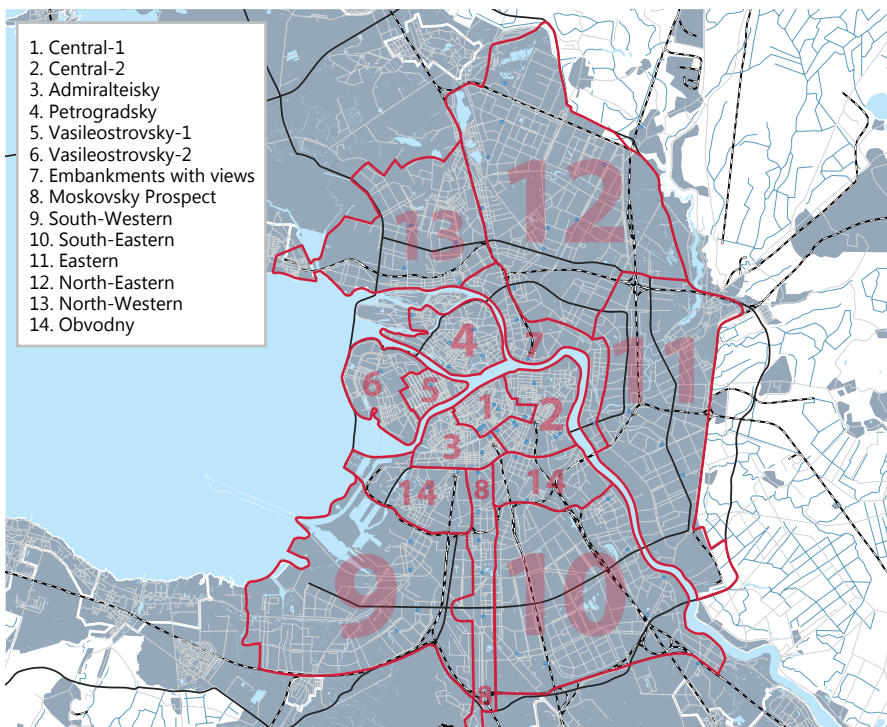 1. Central-1
2. Central-2
3. Admiralteisky
4. Petrogradsky
5. Vasileostrovsky-1
6. Vasileostrovsky-2
7. Embankments with views
8. Moskovsky Prospect
9. South-Western
10. South-Eastern
11. Eastern
12. North-Eastern
13. North-Western
14. Obvodny
12
13
4
7
11
6
5
1
2
3
14
8
14
9
10
8